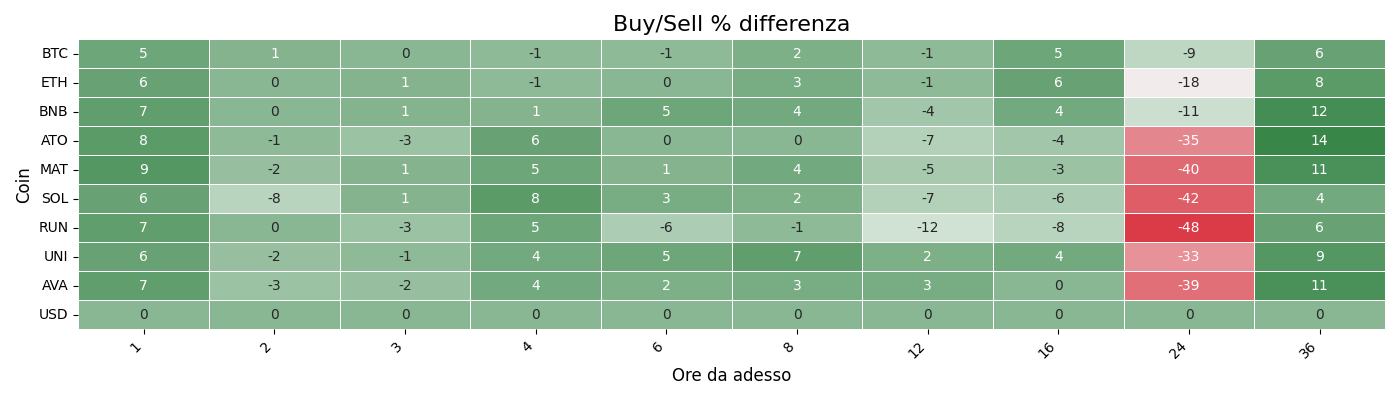 Buy/Sell % differenza
Coin
BTC 5 1 0 -1 -1 2 -1 5 -9 6
ETH 6 0 1 -1 0 3 -1 6 -18 8
BNB 7 0 1 1 5 4 -4 4 -11 12
ATO 8 -1 -3 6 0 0 -7 -4 -35 14
MAT 9 -2 1 5 1 4 -5 -3 -40 11
SOL 6 -8 1 8 3 2 -7 -6 -42 4
RUN 7 0 -3 5 -6 -1 -12 -8 -48 6
UNI 6 -2 -1 4 5 7 2 4 -33 9
AVA 7 -3 -2 4 2 3 3 0 -39 11
USD 0 0 0 0 0 0 0 0 0 0
1 2 3 4 6 8 12 16 24 36
Ore da adesso